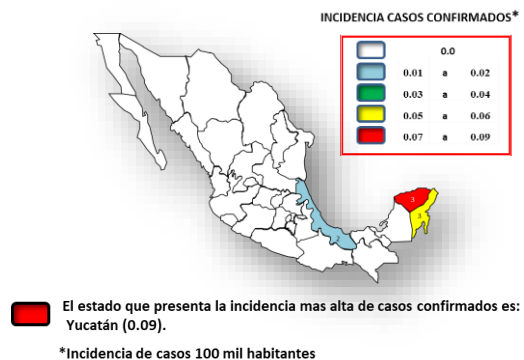 INCIDENCIA CASOS CONFIRMADOS*
0.0
0.01 a 0.02
0.03 a 0.04
0.05 a 0.06
0.07 a 0.09
3
3
2
El estado que presenta la incidencia mas alta de casos confirmados es:
Yucatán (0.09).
*Incidencia de casos 100 mil habitantes